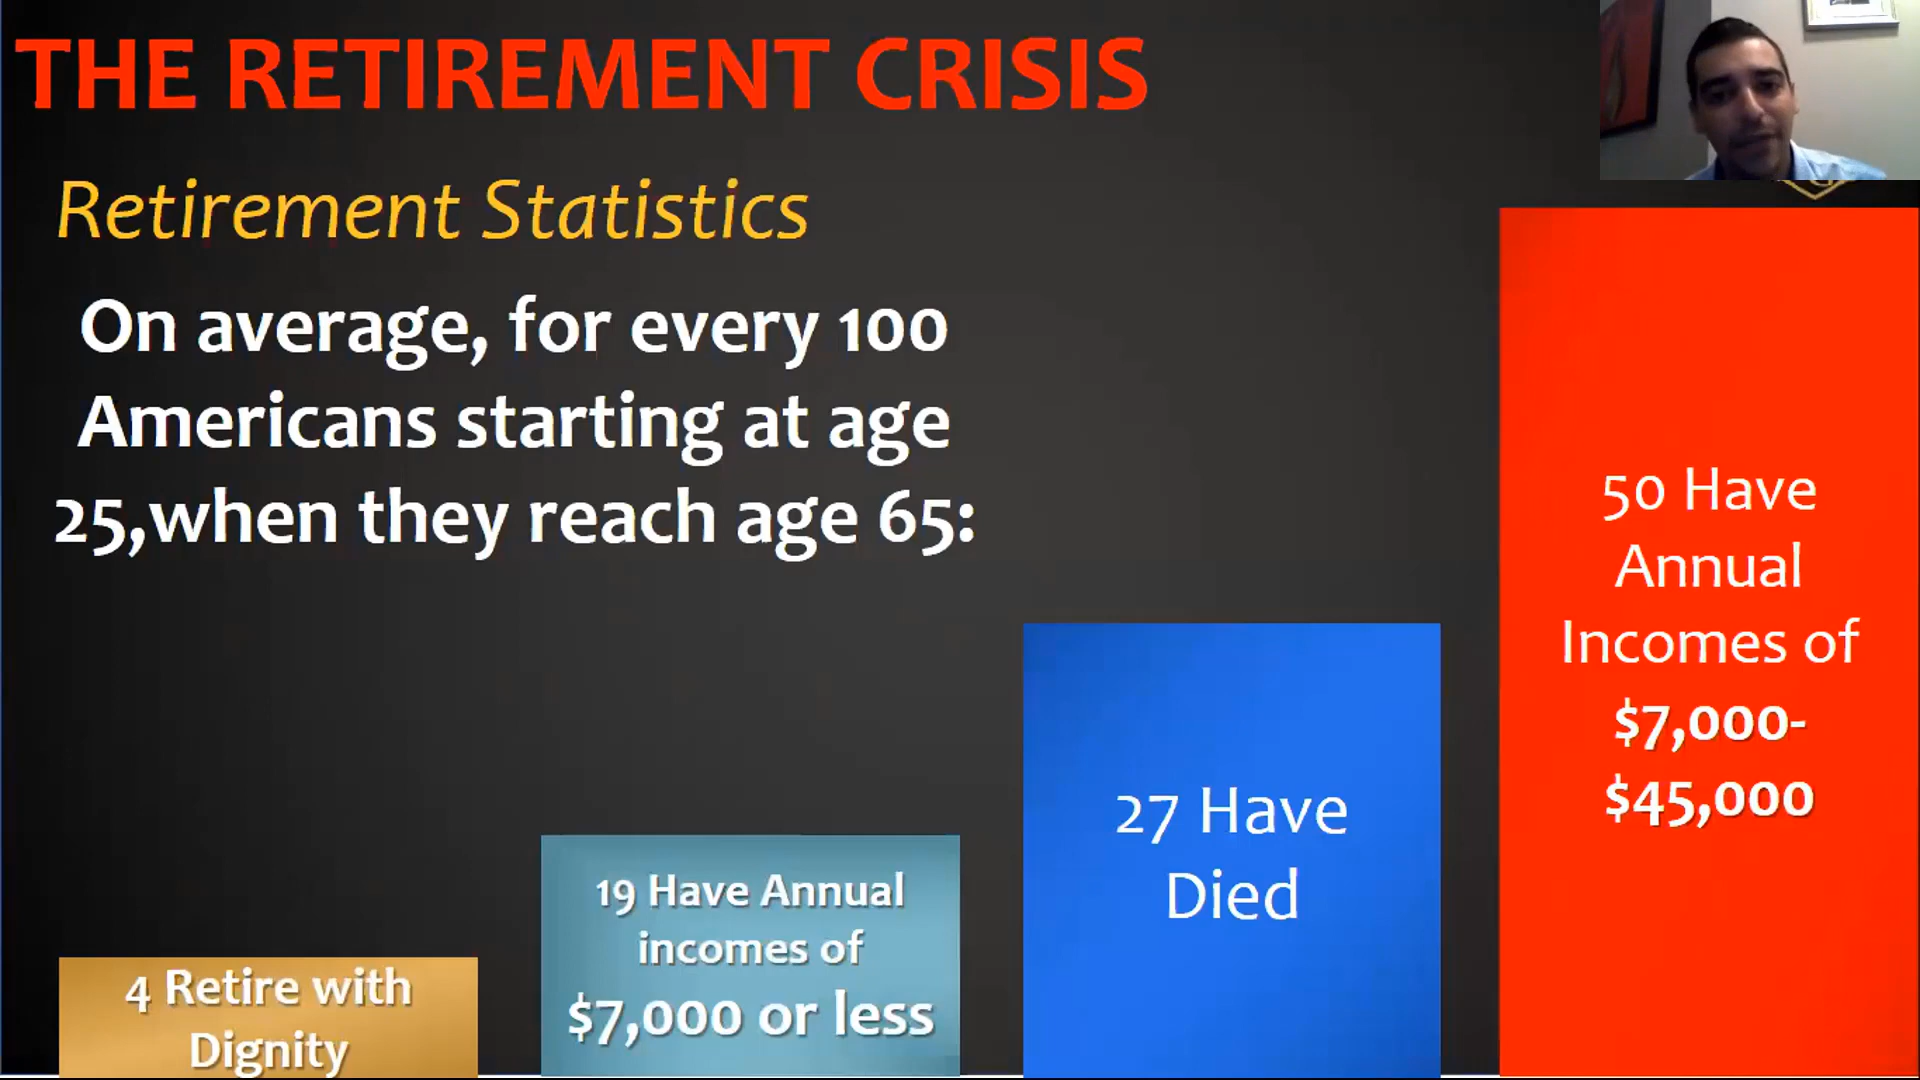 THE RETIREMENT CRISIS
Retirement Statistics
On average, for every 100
Americans starting at age
25,when they reach age 65:
4 Retire with
Dignity
19 Have Annual
incomes of
$7,000 or less
27 Have
Died
50 Have
Annual
Incomes of
$7,000-
$45,000